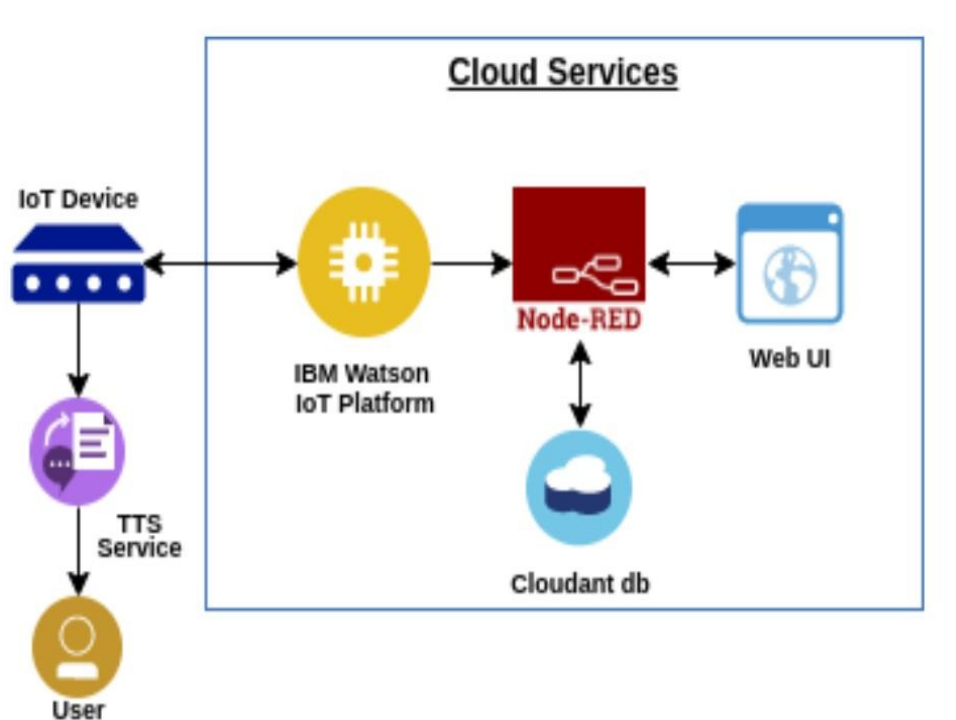 Cloud Services
IoT Device
Node-RED
Web UI
IBM Watson
IoT Platform
TTS
Service
Cloudant db
User